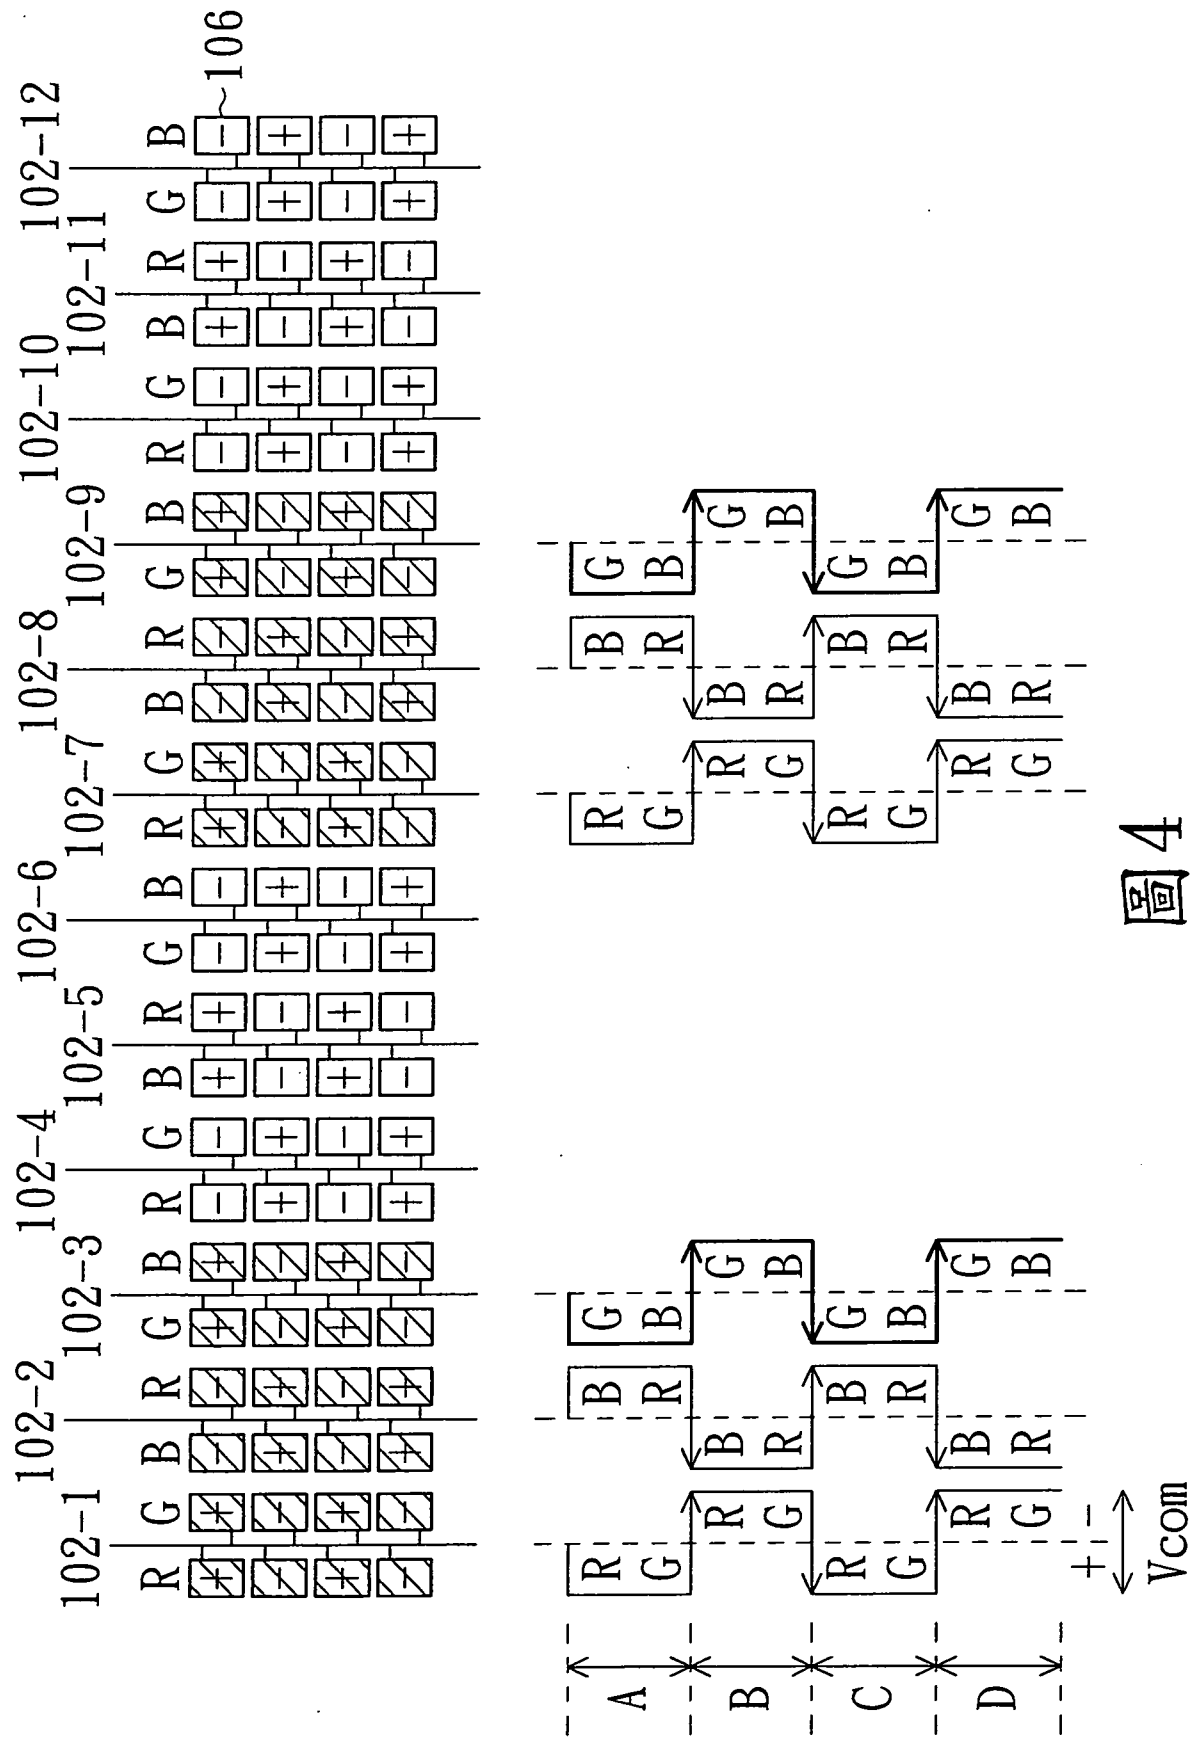 102-2 102-4 102-6 102-8 102-10 102-12
102-1 102-3 102-5 102-7 102-9 102-11
R G B R G B R G B R G B R G B R G B R G B R G B
+ + − − + + − − + + − − + + − − + + − − + + − − 106
− − + + − − + + − − + + − − + + − − + + − − + +
+ + − − + + − − + + − − + + − − + + − − + + − −
− − + + − − + + − − + + − − + + − − + + − − + +
A
R B G R B G
G R B G R B
B
R B G R B G
G R B G R B
C
R B G R B G
G R B G R B
D
R B G R B G
G R B G R B
+ −
Vcom
圖4